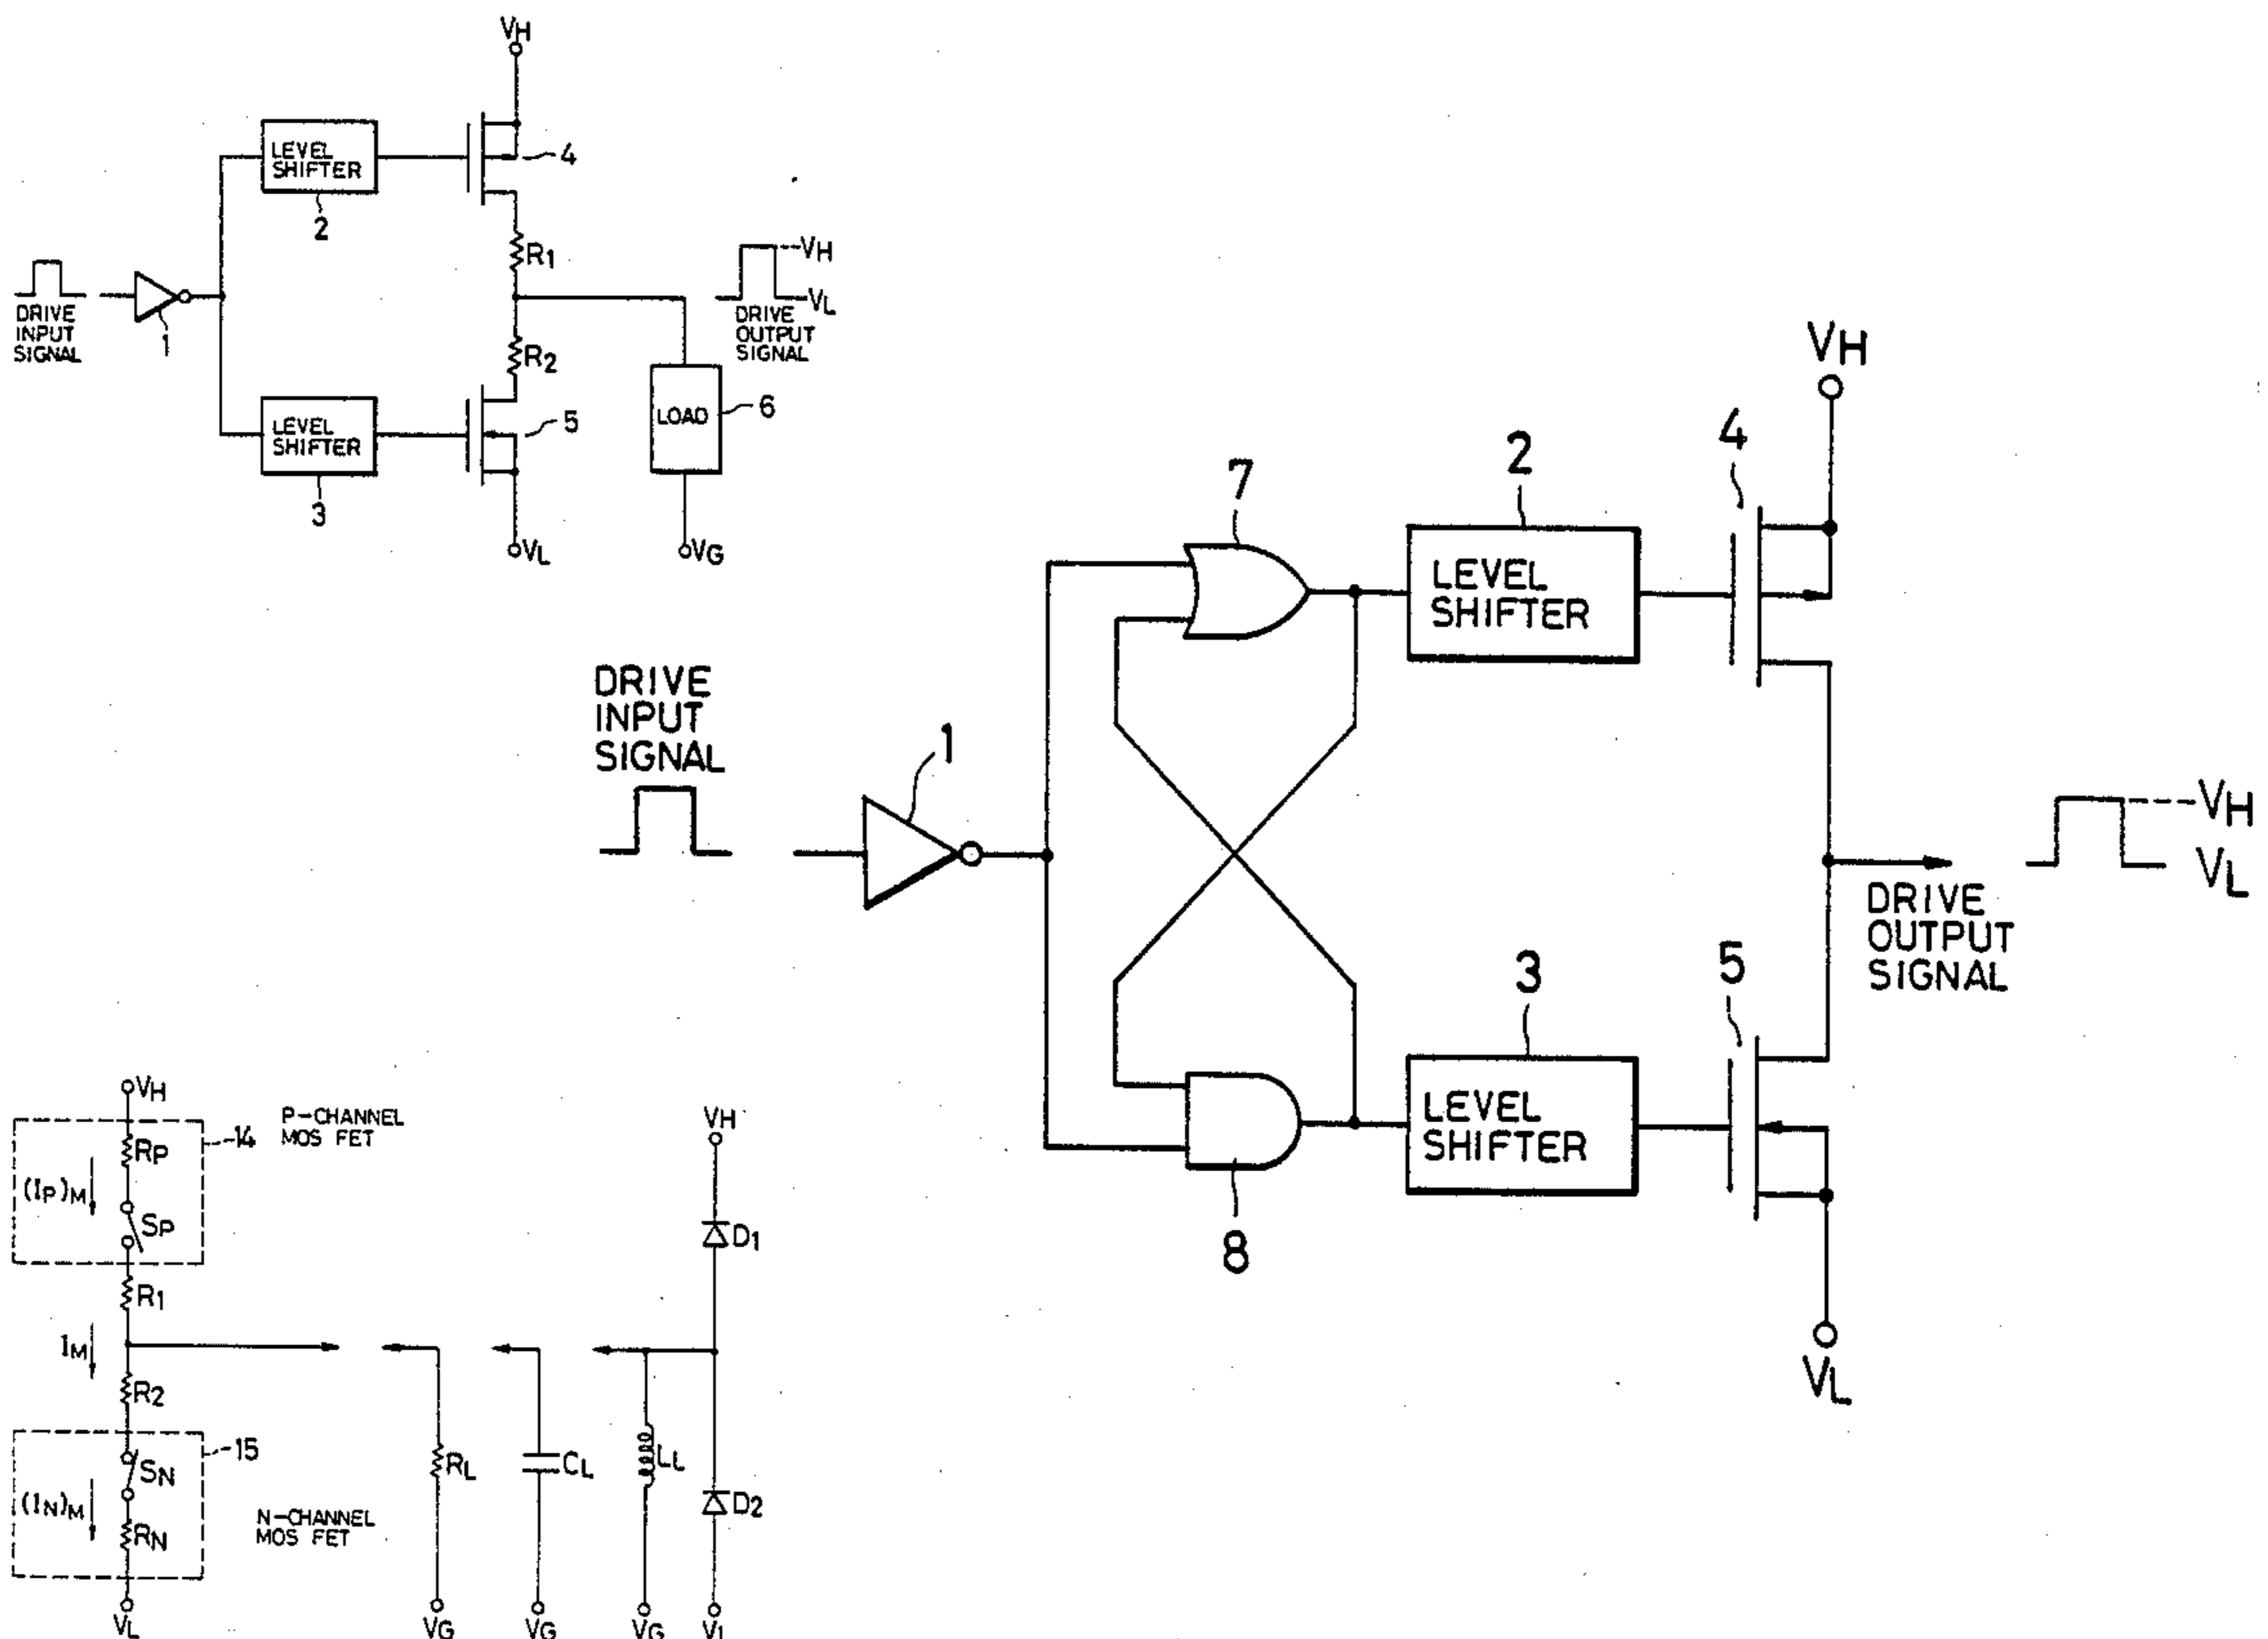 VH
LEVEL
SHIFTER
2
4
R1
DRIVE
INPUT
SIGNAL
1
R2
VH
VL
DRIVE
OUTPUT
SIGNAL
LEVEL
SHIFTER
3
5
LOAD
6
VL
VG
VH
7
2
4
LEVEL
SHIFTER
DRIVE
INPUT
SIGNAL
1
VH
VL
DRIVE
OUTPUT
SIGNAL
3
5
LEVEL
SHIFTER
8
VL
VH
P-CHANNEL
MOS FET
14
RP
(IP)M
SP
R1
IM
R2
15
SN
(IN)M
RN
N-CHANNEL
MOS FET
VL
RL
VG
CL
VG
LL
VG
VH
D1
D2
VL